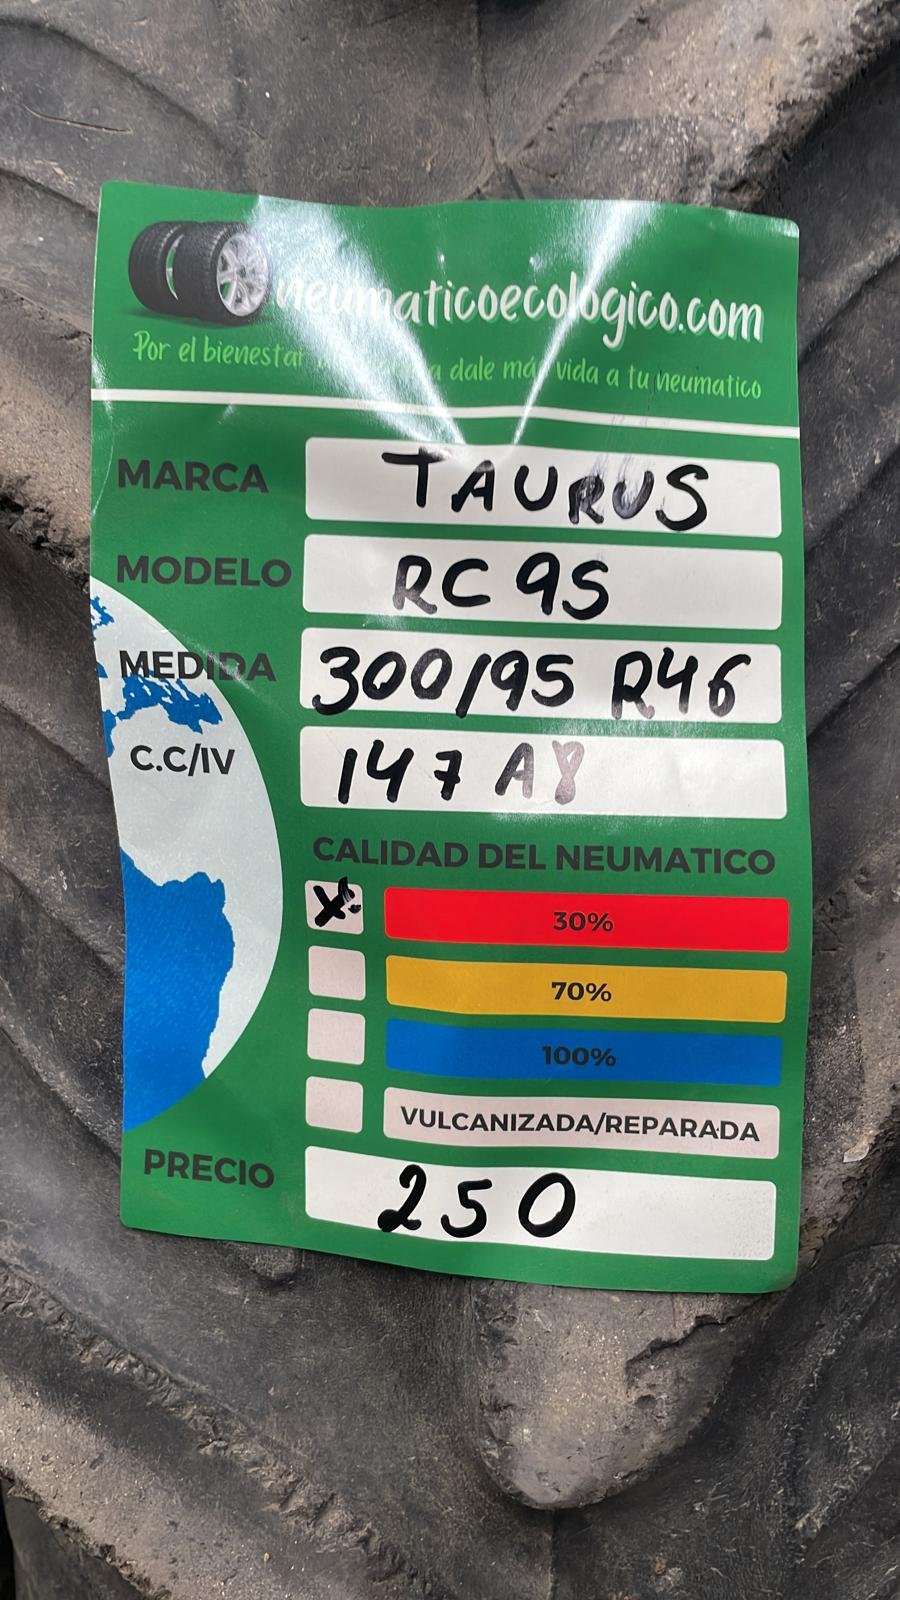 neumaticoecologico.com
Por el bienestar a dale más vida a tu neumatico
MARCA TAURUS
MODELO RC 95
MEDIDA 300/95 R46
C.C/IV 147 A8
CALIDAD DEL NEUMATICO
X 30%
70%
100%
VULCANIZADA/REPARADA
PRECIO 250